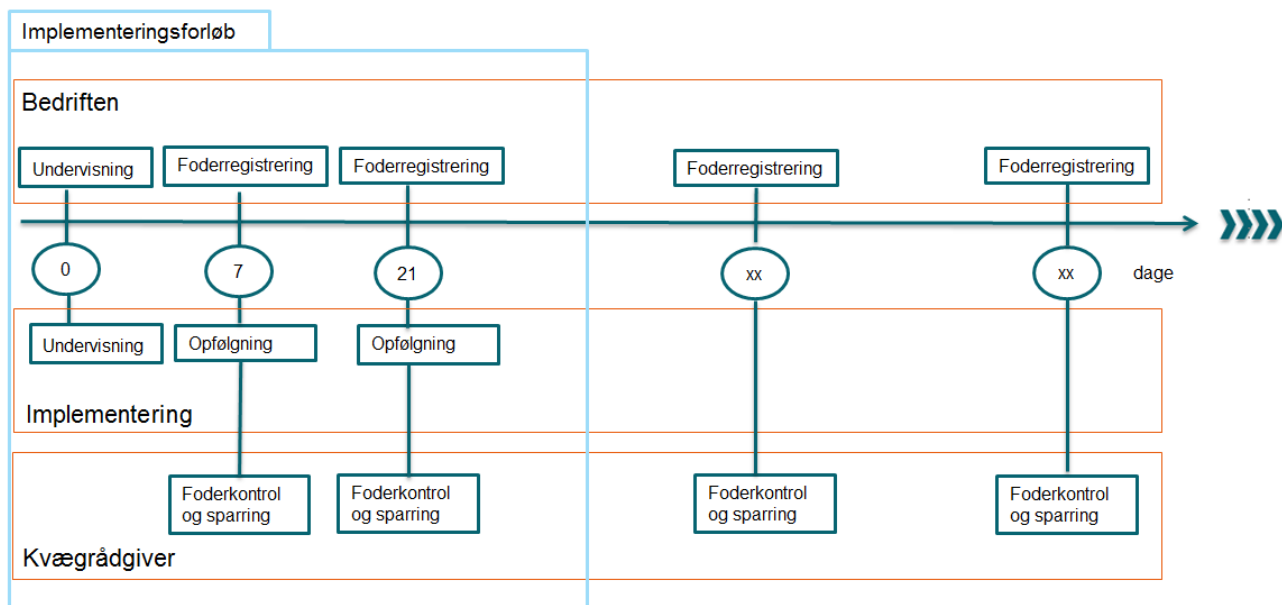 Implementeringsforløb
Bedriften
Undervisning
Foderregistrering
Foderregistrering
Foderregistrering
Foderregistrering
0
7
21
xx
xx
dage
Undervisning
Opfølgning
Opfølgning
Implementering
Foderkontrol
og sparring
Foderkontrol
og sparring
Foderkontrol
og sparring
Foderkontrol
og sparring
Kvægrådgiver